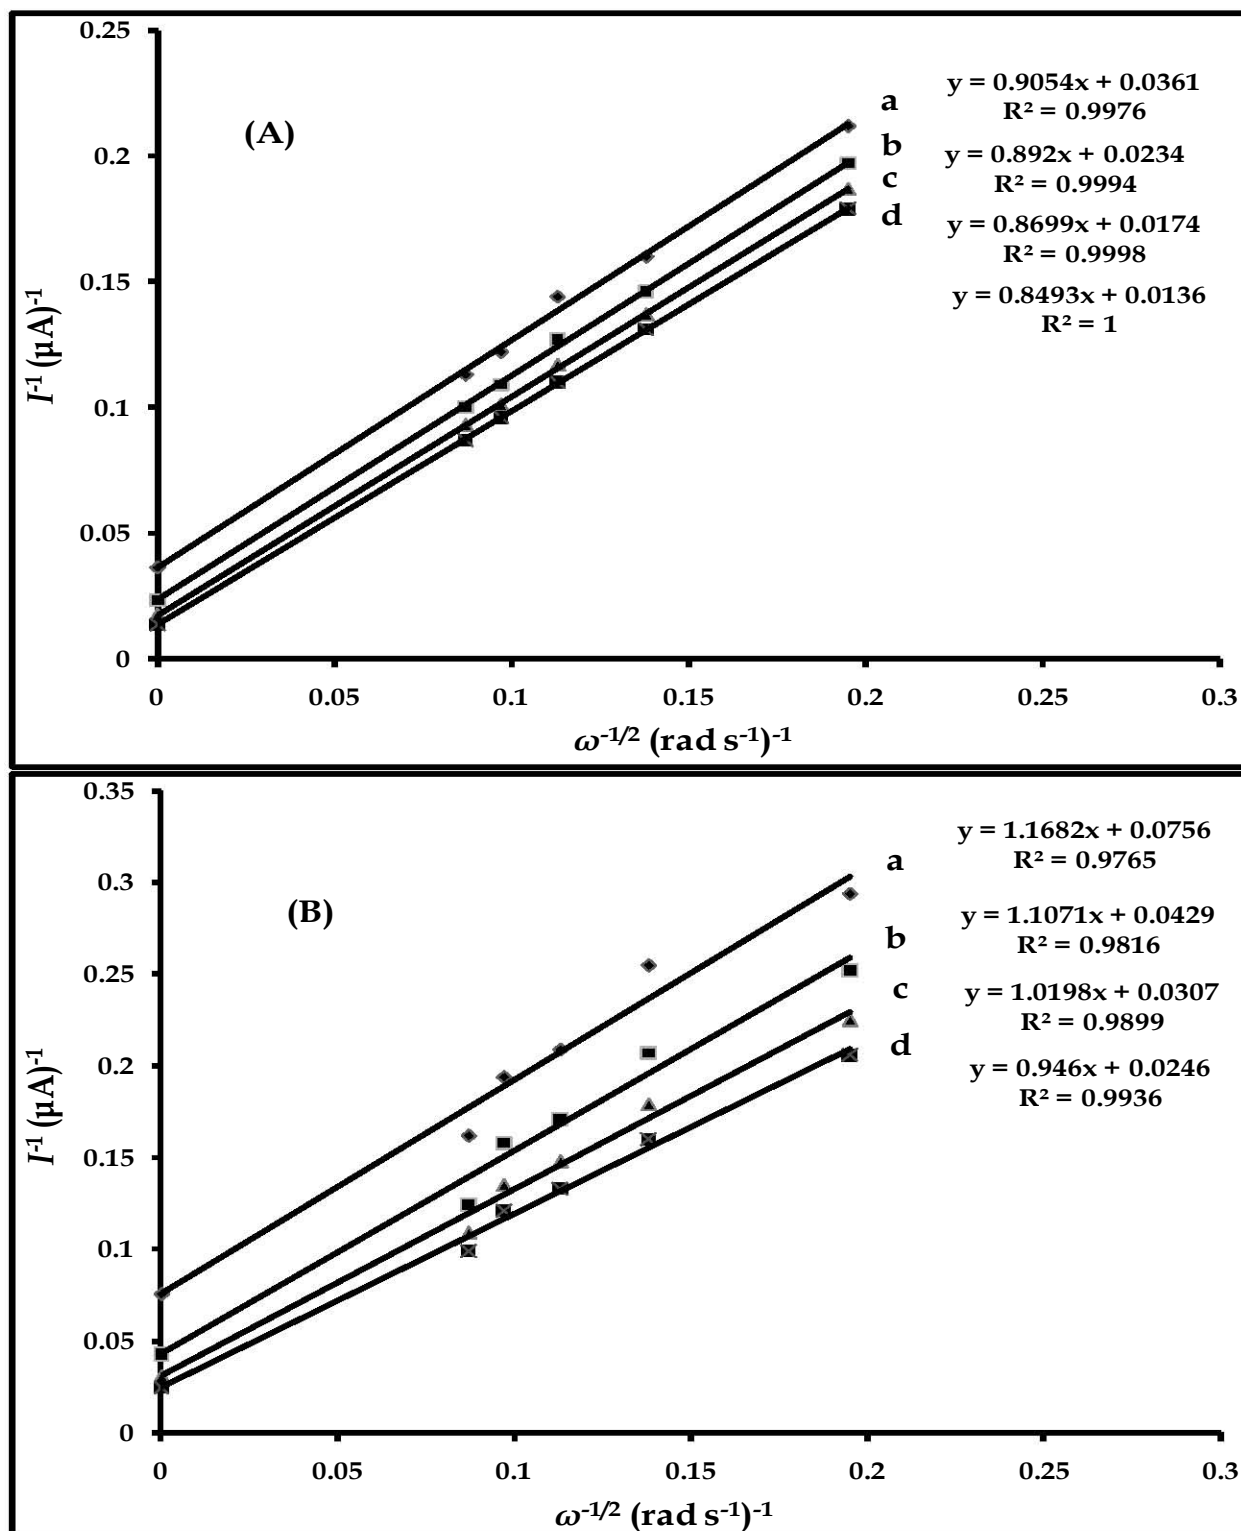 0.25
0.2
0.15
0.1
0.05
0
I⁻¹ (µA)⁻¹
(A)
a
b
c
d
y = 0.9054x + 0.0361
R² = 0.9976
y = 0.892x + 0.0234
R² = 0.9994
y = 0.8699x + 0.0174
R² = 0.9998
y = 0.8493x + 0.0136
R² = 1
0 0.05 0.1 0.15 0.2 0.25 0.3
ω⁻¹/² (rad s⁻¹)⁻¹
0.35
0.3
0.25
0.2
0.15
0.1
0.05
0
I⁻¹ (µA)⁻¹
(B)
a
b
c
d
y = 1.1682x + 0.0756
R² = 0.9765
y = 1.1071x + 0.0429
R² = 0.9816
y = 1.0198x + 0.0307
R² = 0.9899
y = 0.946x + 0.0246
R² = 0.9936
0 0.05 0.1 0.15 0.2 0.25 0.3
ω⁻¹/² (rad s⁻¹)⁻¹